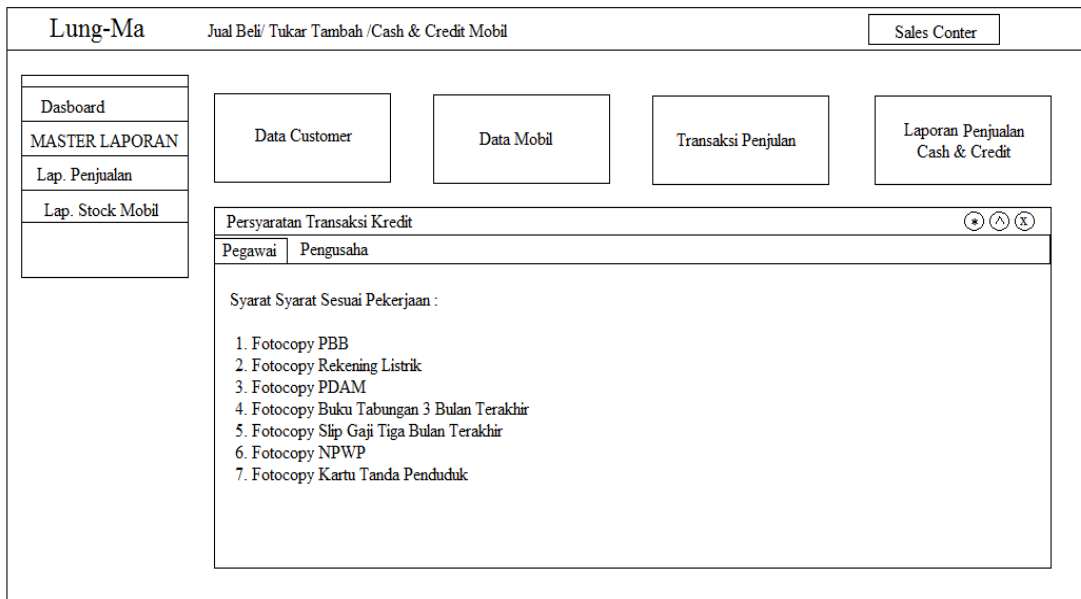 Lung-Ma
Jual Beli/ Tukar Tambah /Cash & Credit Mobil
Sales Conter
Dasboard
MASTER LAPORAN
Lap. Penjualan
Lap. Stock Mobil
Data Customer
Data Mobil
Transaksi Penjulan
Laporan Penjualan
Cash & Credit
Persyaratan Transaksi Kredit
* ^ X
Pegawai
Pengusaha
Syarat Syarat Sesuai Pekerjaan :
1. Fotocopy PBB
2. Fotocopy Rekening Listrik
3. Fotocopy PDAM
4. Fotocopy Buku Tabungan 3 Bulan Terakhir
5. Fotocopy Slip Gaji Tiga Bulan Terakhir
6. Fotocopy NPWP
7. Fotocopy Kartu Tanda Penduduk